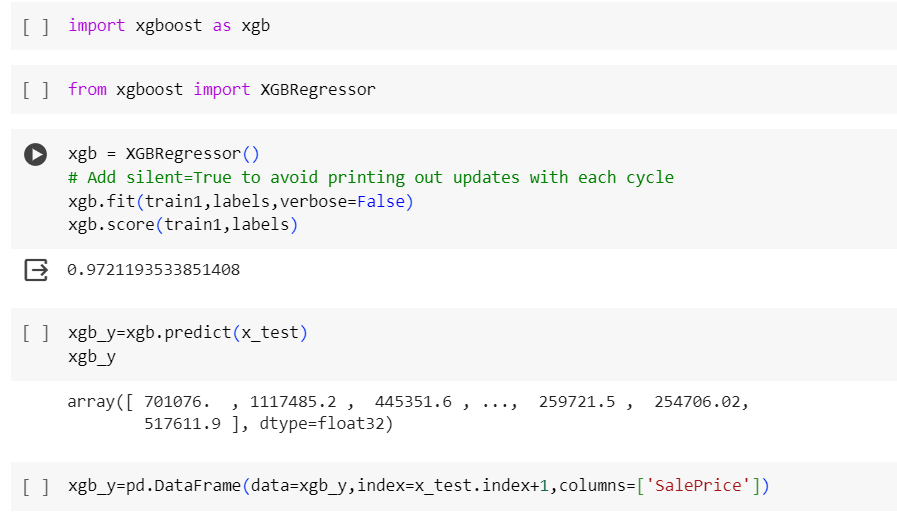 [ ] import xgboost as xgb
[ ] from xgboost import XGBRegressor
xgb = XGBRegressor()
# Add silent=True to avoid printing out updates with each cycle
xgb.fit(train1,labels,verbose=False)
xgb.score(train1,labels)
0.9721193533851408
[ ] xgb_y=xgb.predict(x_test)
xgb_y
array([ 701076.  , 1117485.2 ,  445351.6 , ...,  259721.5 ,  254706.02,
517611.9 ], dtype=float32)
[ ] xgb_y=pd.DataFrame(data=xgb_y,index=x_test.index+1,columns=['SalePrice'])